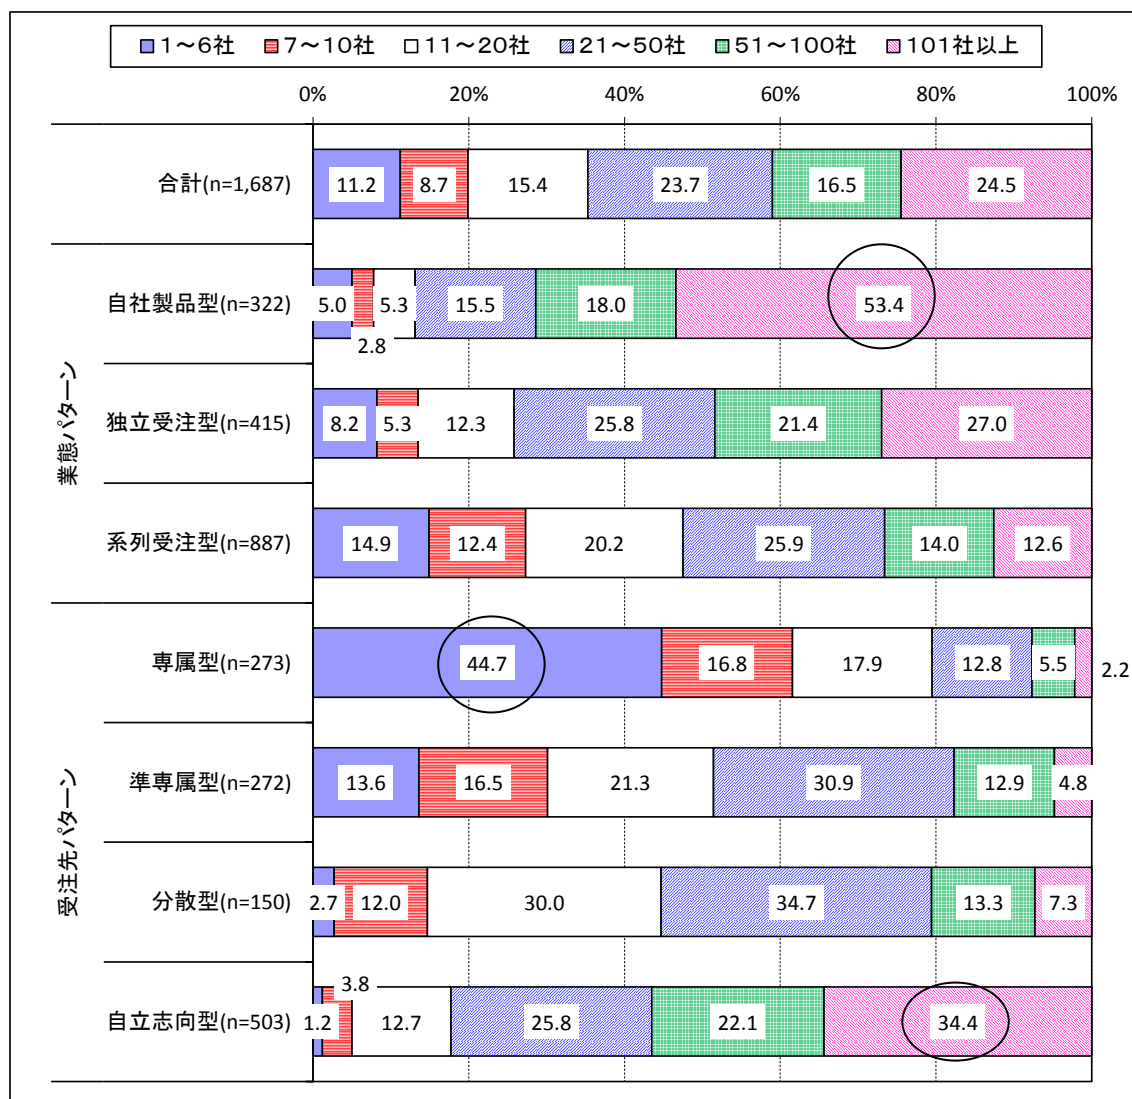 1～6社 7～10社 11～20社 21～50社 51～100社 101社以上
0% 20% 40% 60% 80% 100%
合計(n=1,687) 11.2 8.7 15.4 23.7 16.5 24.5
業態パターン
自社製品型(n=322) 5.0 2.8 5.3 15.5 18.0 53.4
独立受注型(n=415) 8.2 5.3 12.3 25.8 21.4 27.0
系列受注型(n=887) 14.9 12.4 20.2 25.9 14.0 12.6
受注先パターン
専属型(n=273) 44.7 16.8 17.9 12.8 5.5 2.2
準専属型(n=272) 13.6 16.5 21.3 30.9 12.9 4.8
分散型(n=150) 2.7 12.0 30.0 34.7 13.3 7.3
自立志向型(n=503) 1.2 3.8 12.7 25.8 22.1 34.4